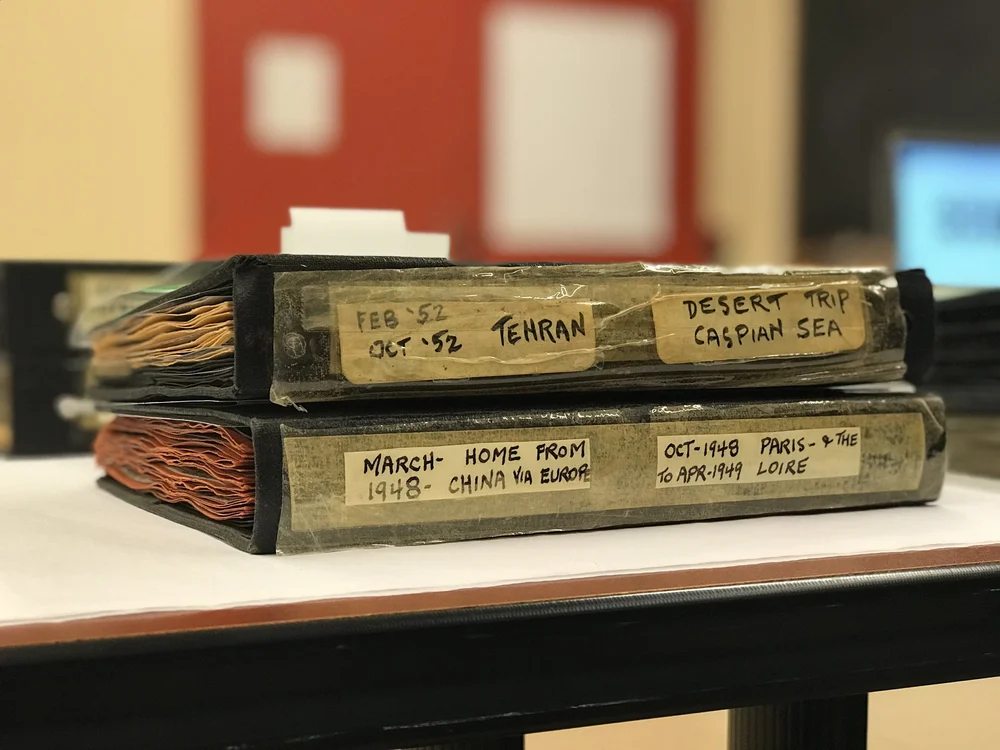 FEB '52
OCT '52 TEHRAN
DESERT TRIP
CASPIAN SEA
MARCH- HOME FROM
1948- CHINA VIA EUROPE
OCT-1948 PARIS- & THE
TO APR-1949 LOIRE